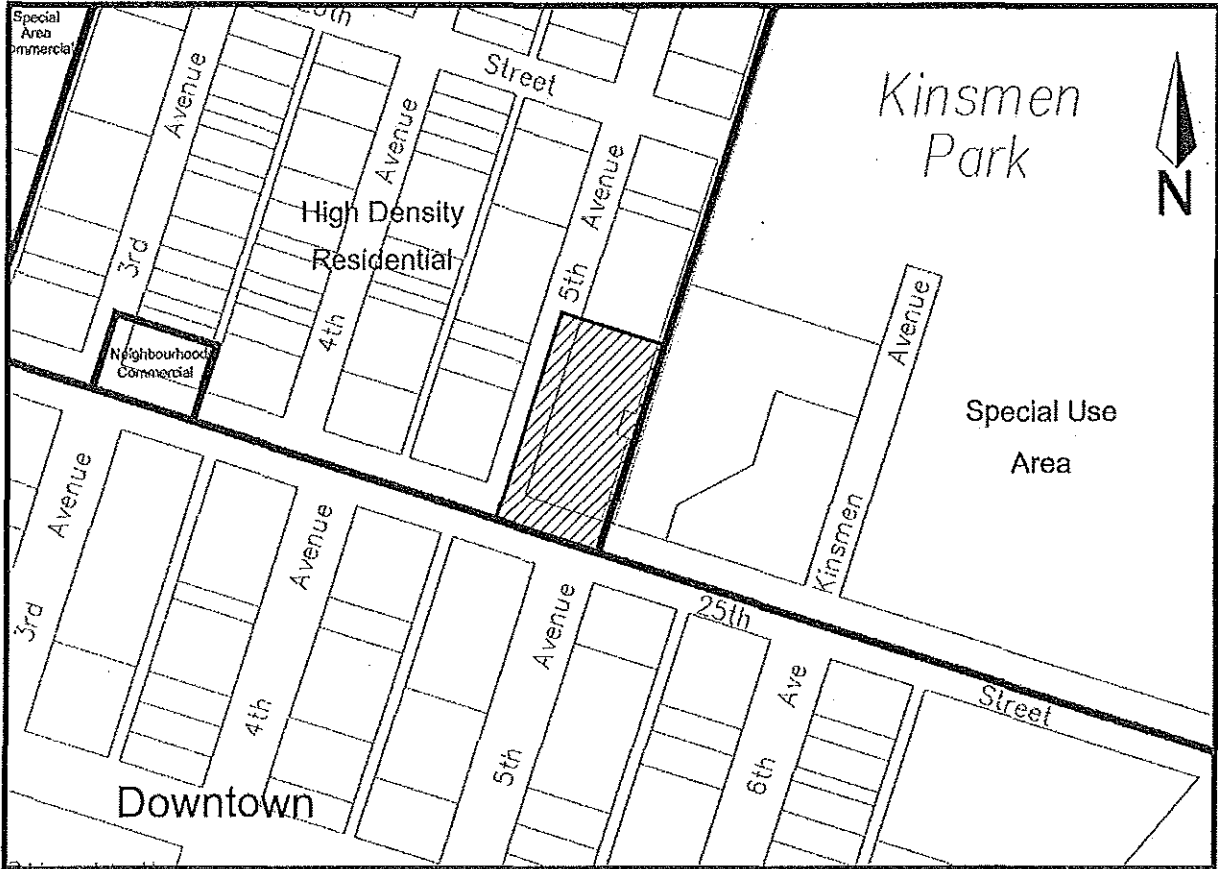 Special
Area
ommercial
Street
Kinsmen
Park
N
Avenue
Avenue
Avenue
High Density
Residential
3rd
4th
5th
Avenue
Neighbourhood
Commercial
Special Use
Area
Kinsmen
Avenue
Avenue
Avenue
3rd
4th
5th
25th
Street
6th
Ave
Downtown